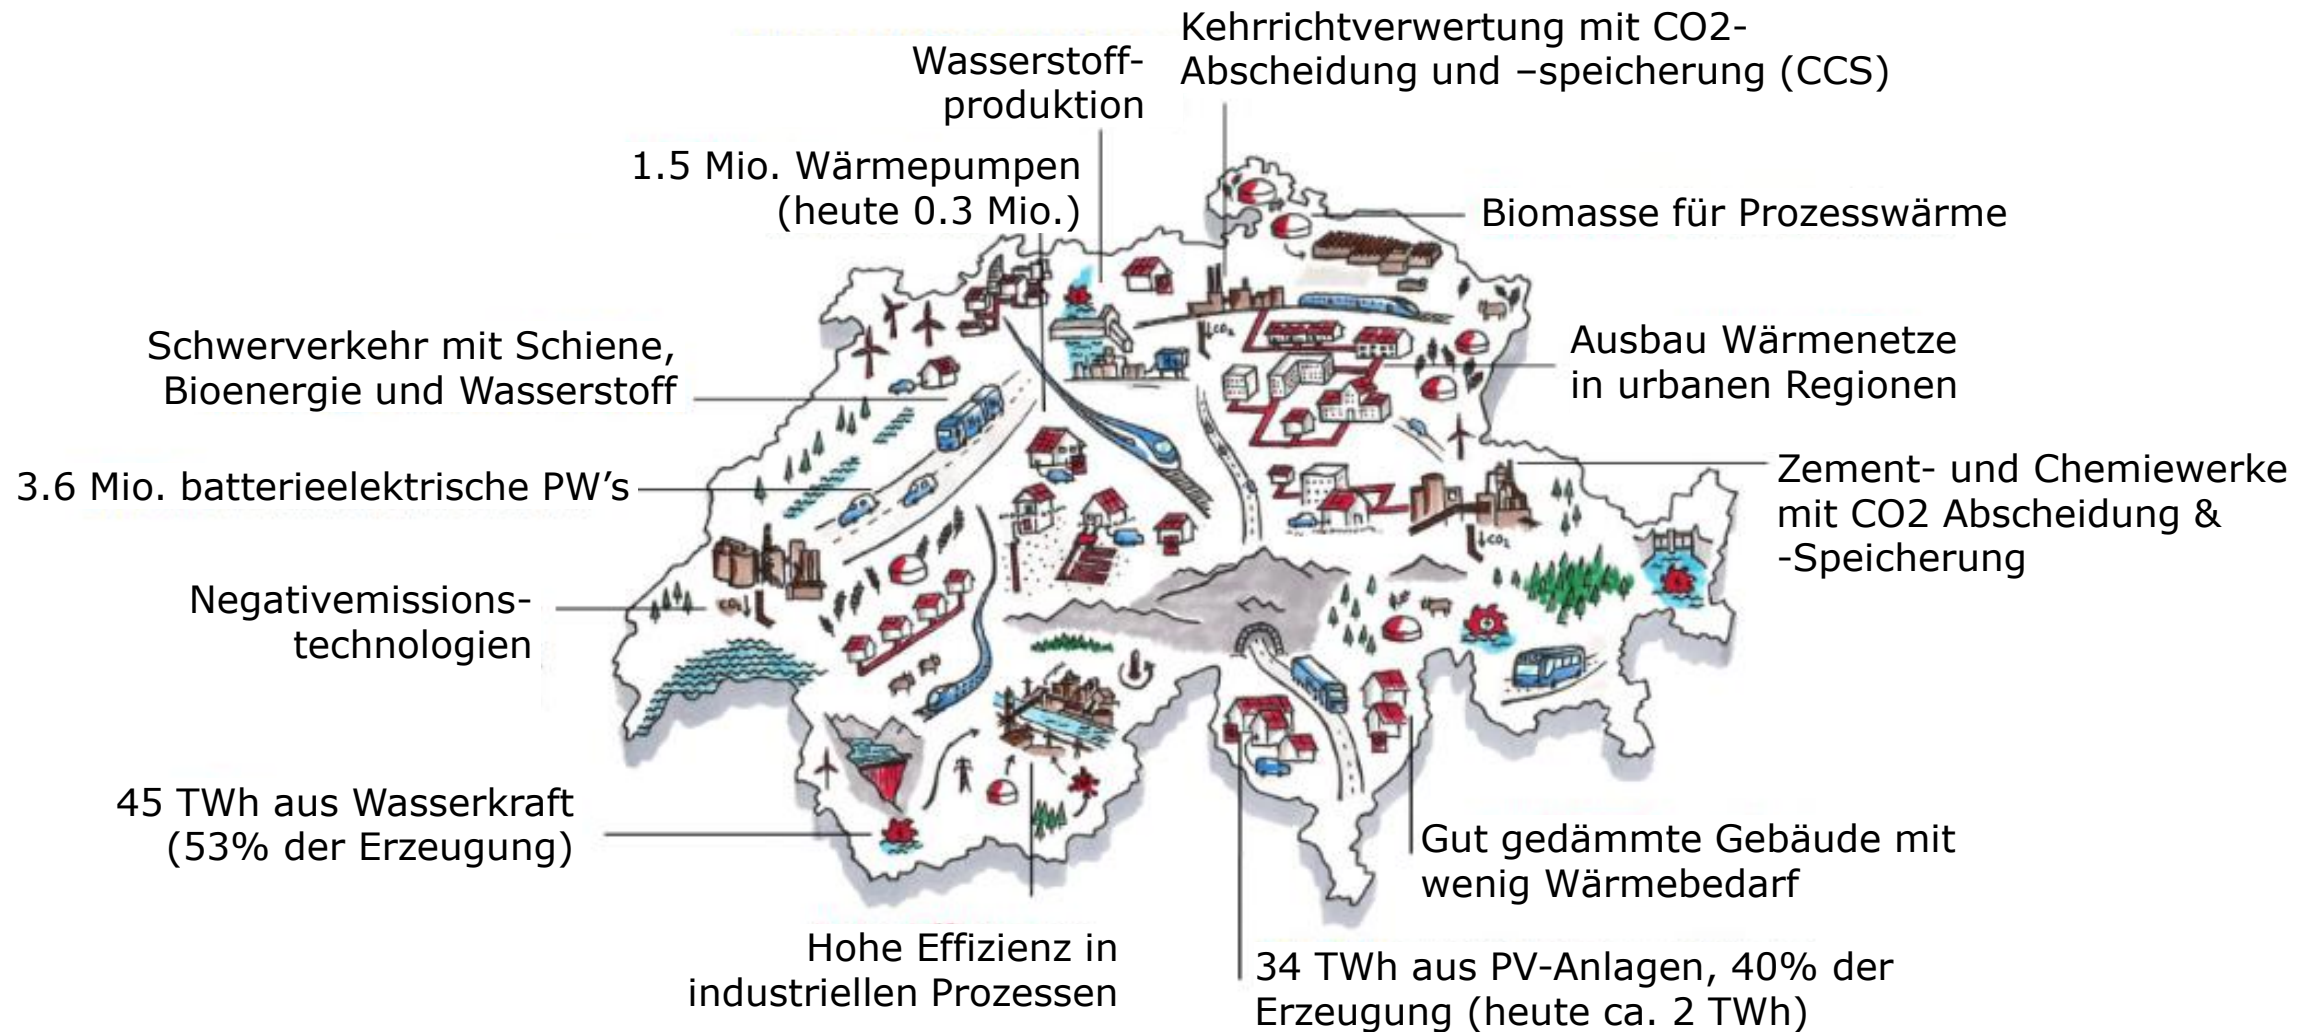 Kehrrichtverwertung mit CO2-
Abscheidung und –speicherung (CCS)
Wasserstoff-
produktion
1.5 Mio. Wärmepumpen
(heute 0.3 Mio.)
Biomasse für Prozesswärme
Schwerverkehr mit Schiene,
Bioenergie und Wasserstoff
Ausbau Wärmenetze
in urbanen Regionen
3.6 Mio. batterieelektrische PW’s
Zement- und Chemiewerke
mit CO2 Abscheidung &
-Speicherung
Negativemissions-
technologien
45 TWh aus Wasserkraft
(53% der Erzeugung)
Gut gedämmte Gebäude mit
wenig Wärmebedarf
Hohe Effizienz in
industriellen Prozessen
34 TWh aus PV-Anlagen, 40% der
Erzeugung (heute ca. 2 TWh)
CO₂
CO₂
CO₂